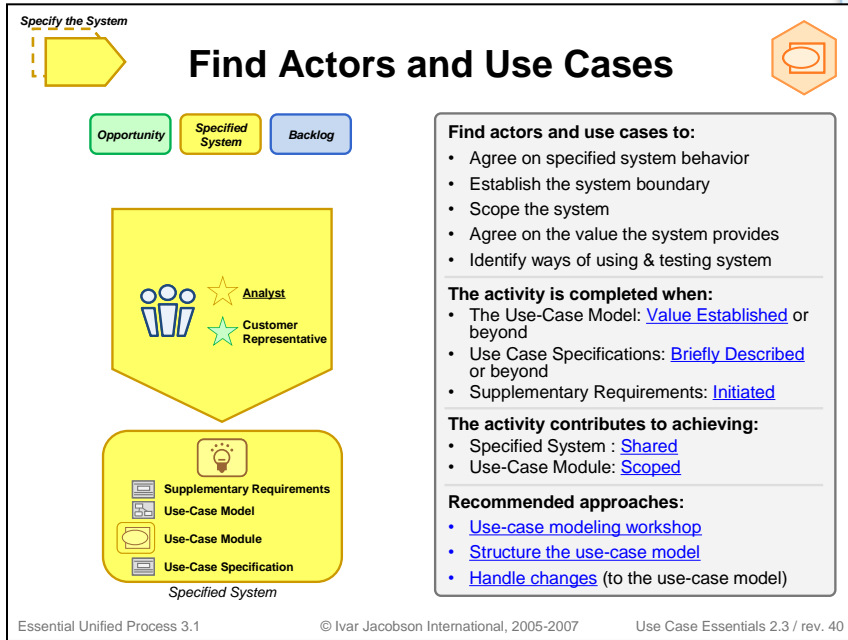 Specify the System
Find Actors and Use Cases
Opportunity
Specified
System
Backlog
Analyst
Customer
Representative
Supplementary Requirements
Use-Case Model
Use-Case Module
Use-Case Specification
Specified System
Find actors and use cases to:
• Agree on specified system behavior
• Establish the system boundary
• Scope the system
• Agree on the value the system provides
• Identify ways of using & testing system
The activity is completed when:
• The Use-Case Model: Value Established or
beyond
• Use Case Specifications: Briefly Described
or beyond
• Supplementary Requirements: Initiated
The activity contributes to achieving:
• Specified System : Shared
• Use-Case Module: Scoped
Recommended approaches:
• Use-case modeling workshop
• Structure the use-case model
• Handle changes (to the use-case model)
Essential Unified Process 3.1
© Ivar Jacobson International, 2005-2007
Use Case Essentials 2.3 / rev. 40